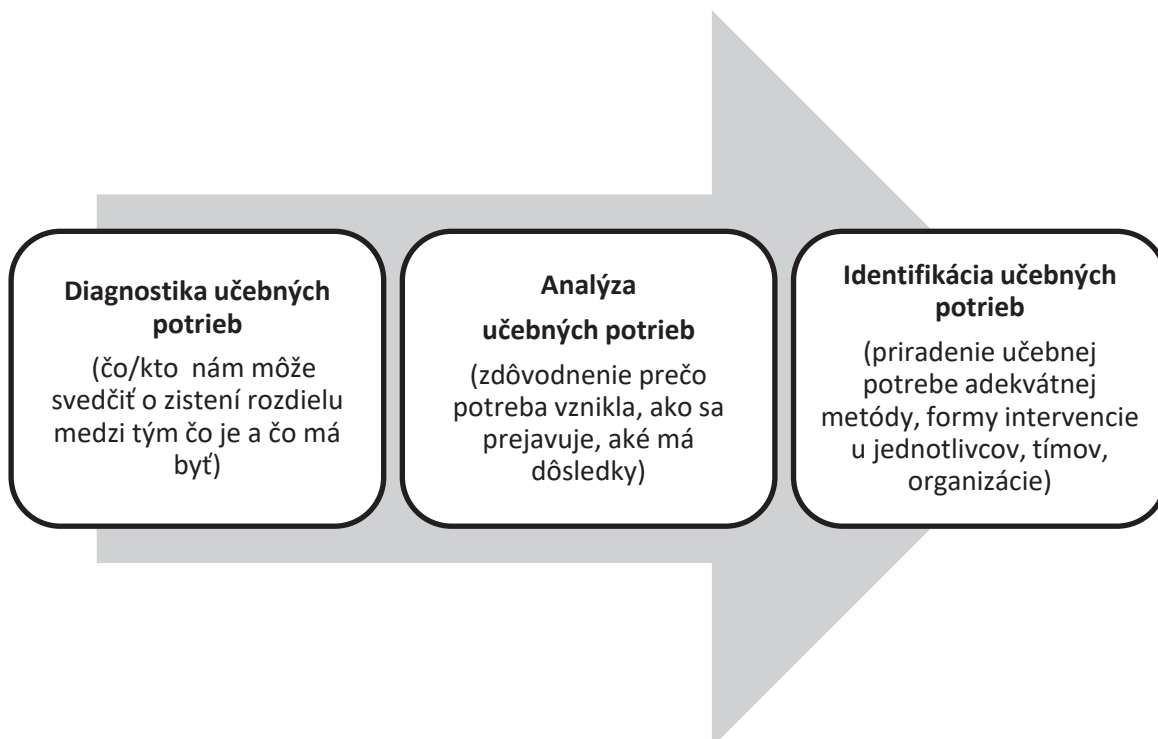 Diagnostika učebných
potrieb
(čo/kto  nám môže
svedčiť o zistení rozdielu
medzi tým čo je a čo má
byť)
Analýza
učebných potrieb
(zdôvodnenie prečo
potreba vznikla, ako sa
prejavuje, aké má
dôsledky)
Identifikácia učebných
potrieb
(priradenie učebnej
potrebe adekvátnej
metódy, formy intervencie
u jednotlivcov, tímov,
organizácie)